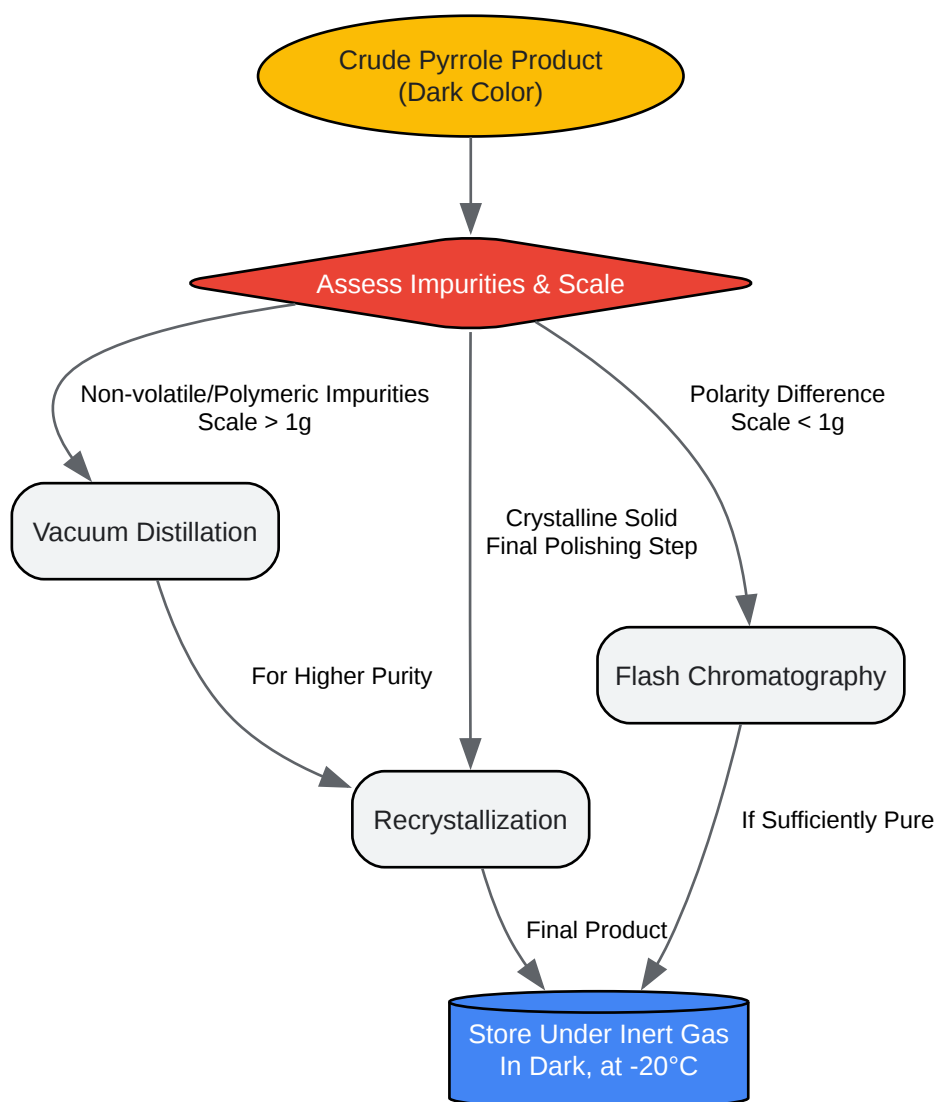 Crude Pyrrole Product
(Dark Color)
Assess Impurities & Scale
Non-volatile/Polymeric Impurities
Scale > 1g
Polarity Difference
Scale < 1g
Vacuum Distillation
Crystalline Solid
Final Polishing Step
For Higher Purity
Flash Chromatography
Recrystallization
If Sufficiently Pure
Final Product
Store Under Inert Gas
In Dark, at -20°C